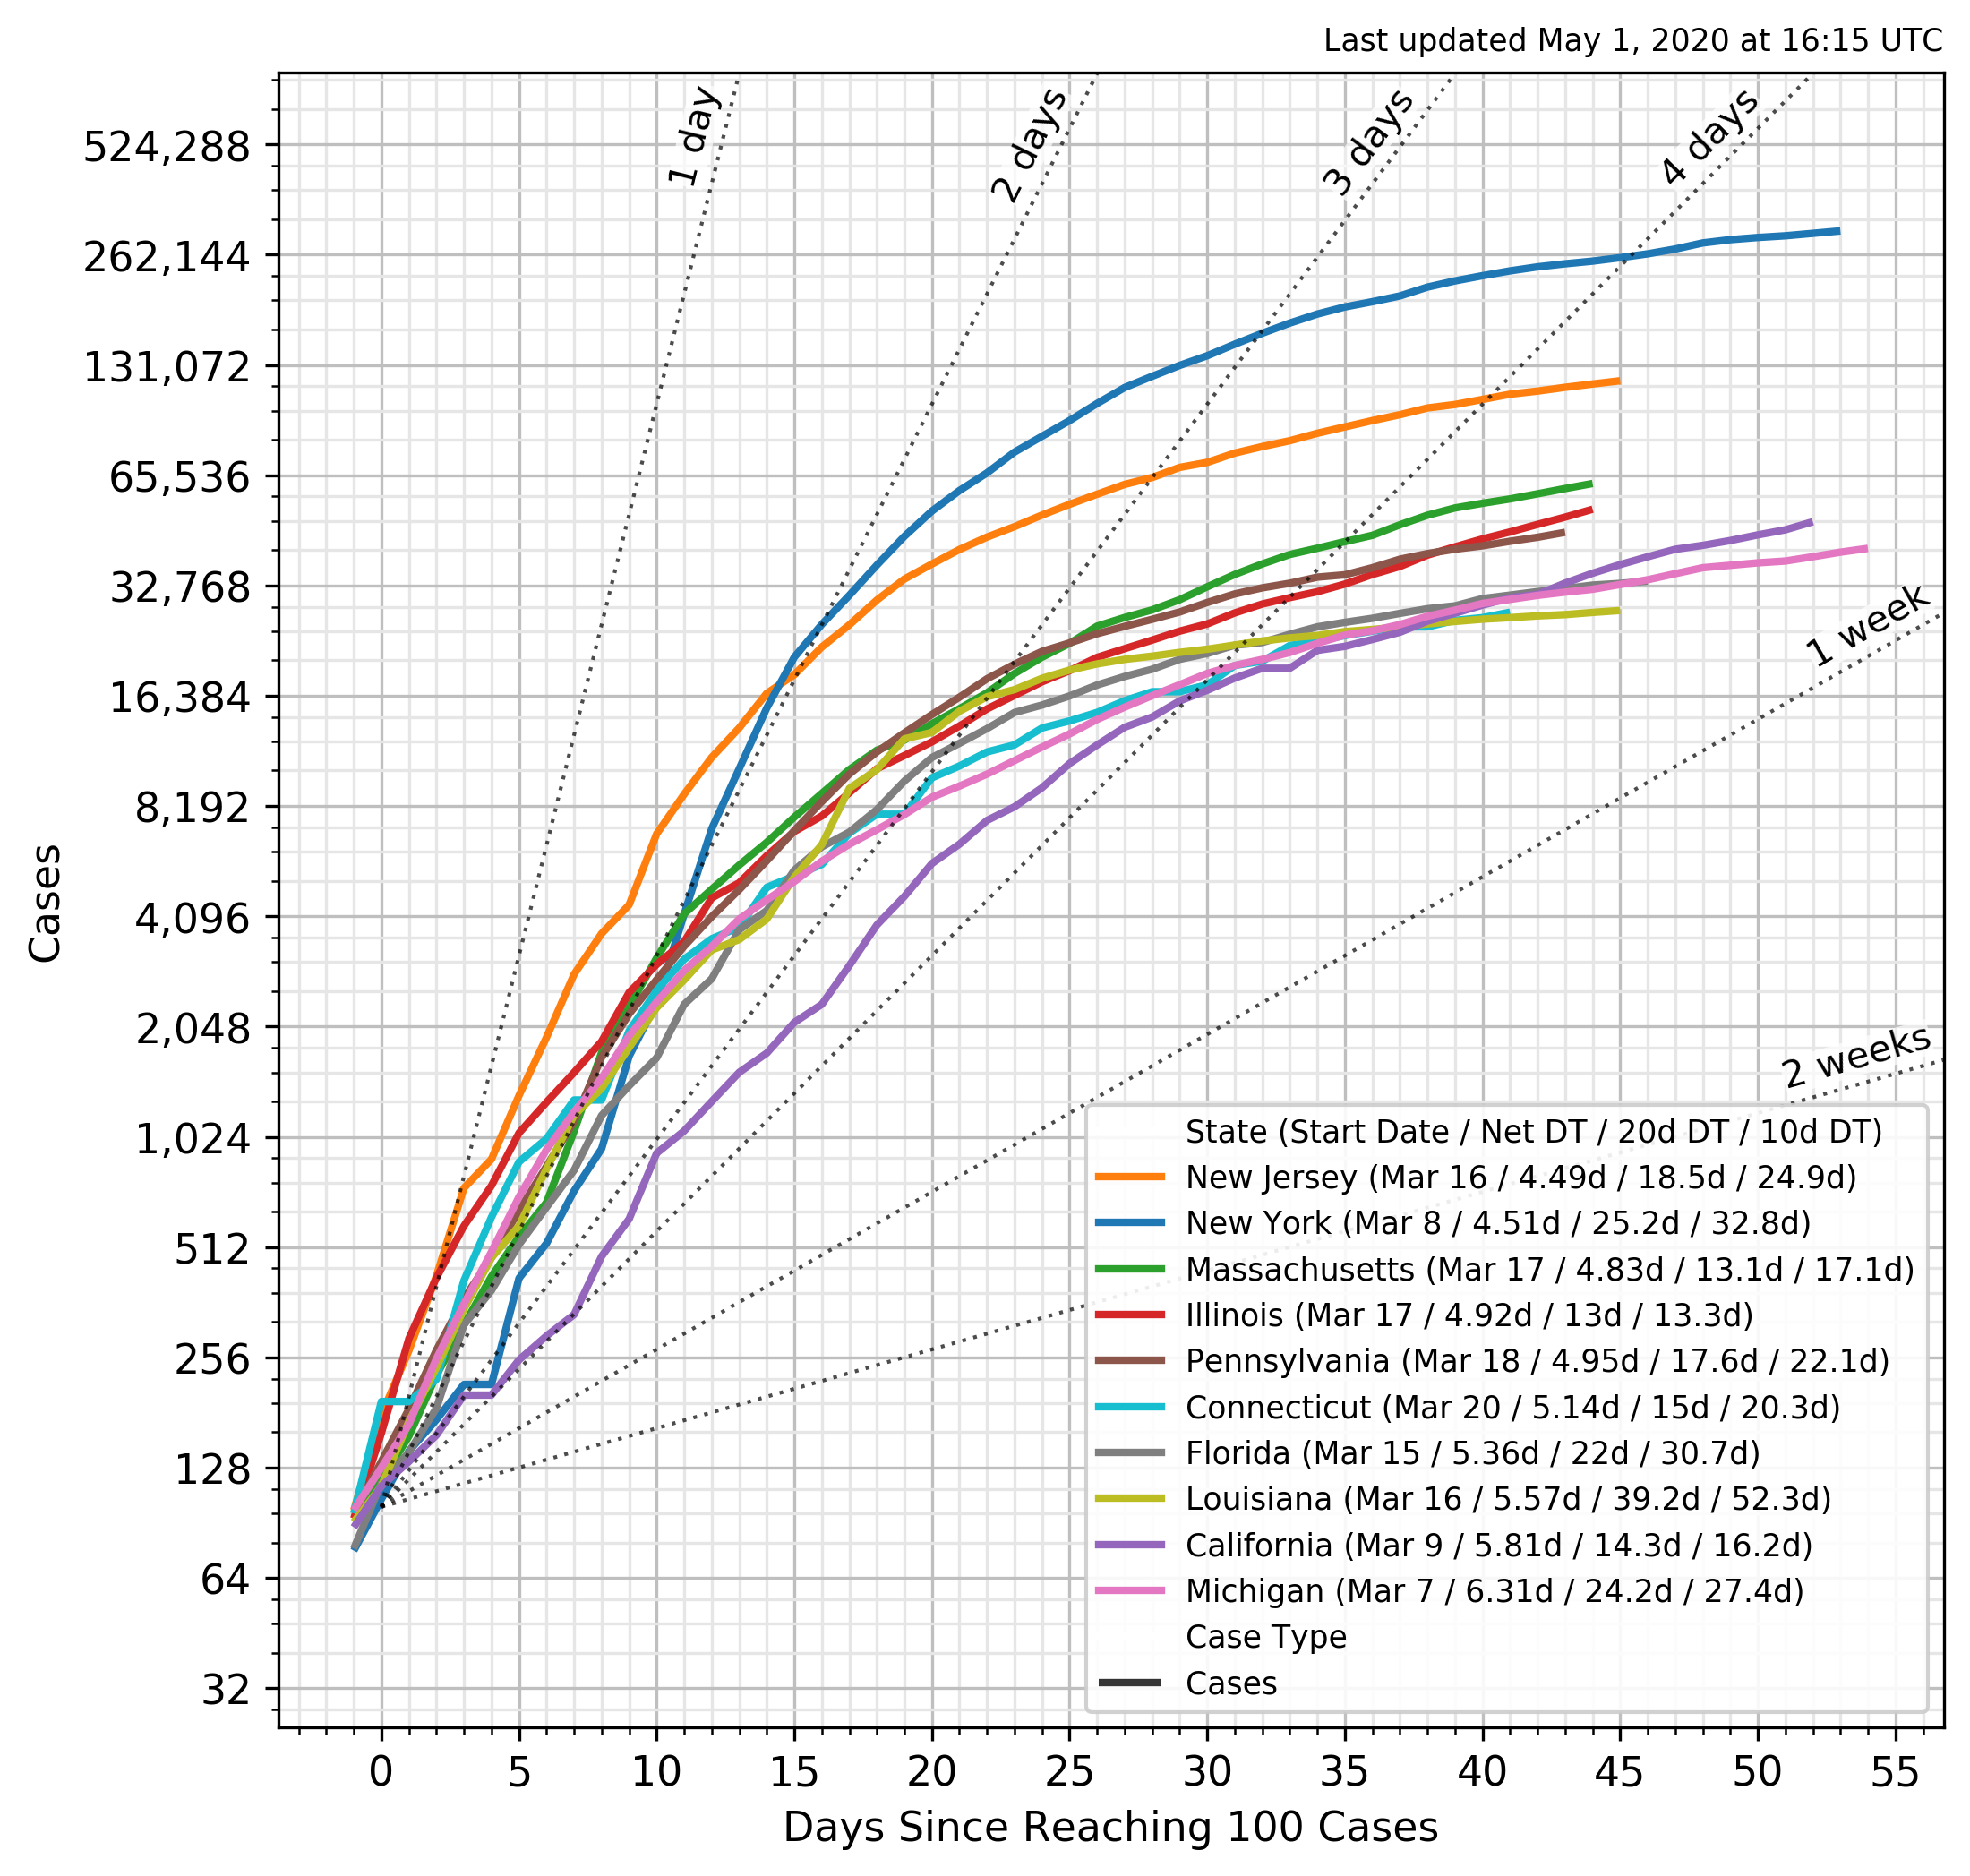 Last updated May 1, 2020 at 16:15 UTC
1 day
2 days
3 days
4 days
1 week
2 weeks
524,288
262,144
131,072
65,536
32,768
16,384
8,192
4,096
2,048
1,024
512
256
128
64
32
Cases
State (Start Date / Net DT / 20d DT / 10d DT)
New Jersey (Mar 16 / 4.49d / 18.5d / 24.9d)
New York (Mar 8 / 4.51d / 25.2d / 32.8d)
Massachusetts (Mar 17 / 4.83d / 13.1d / 17.1d)
Illinois (Mar 17 / 4.92d / 13d / 13.3d)
Pennsylvania (Mar 18 / 4.95d / 17.6d / 22.1d)
Connecticut (Mar 20 / 5.14d / 15d / 20.3d)
Florida (Mar 15 / 5.36d / 22d / 30.7d)
Louisiana (Mar 16 / 5.57d / 39.2d / 52.3d)
California (Mar 9 / 5.81d / 14.3d / 16.2d)
Michigan (Mar 7 / 6.31d / 24.2d / 27.4d)
Case Type
Cases
0 5 10 15 20 25 30 35 40 45 50 55
Days Since Reaching 100 Cases